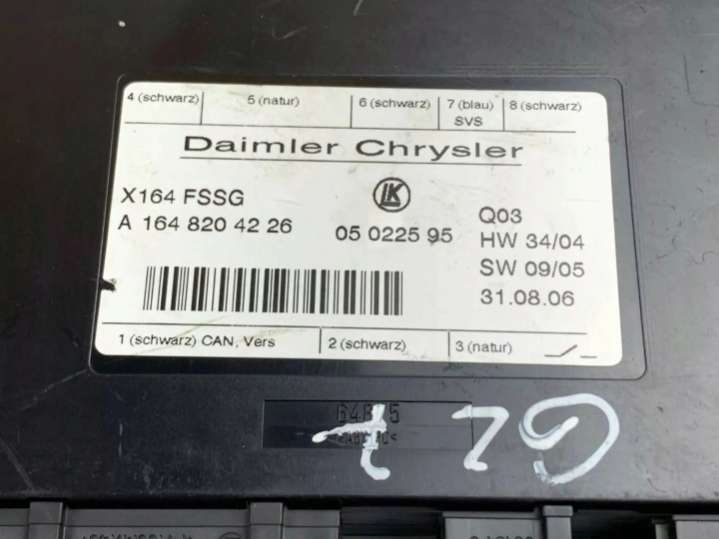 4 (schwarz) 5 (natur) 6 (schwarz) 7 (blau) 8 (schwarz)
SVS
Daimler Chrysler
X164 FSSG
A 164 820 42 26
LK
05 0225 95
Q03
HW 34/04
SW 09/05
31.08.06
1 (schwarz) CAN, Vers 2 (schwarz) 3 (natur)
GL